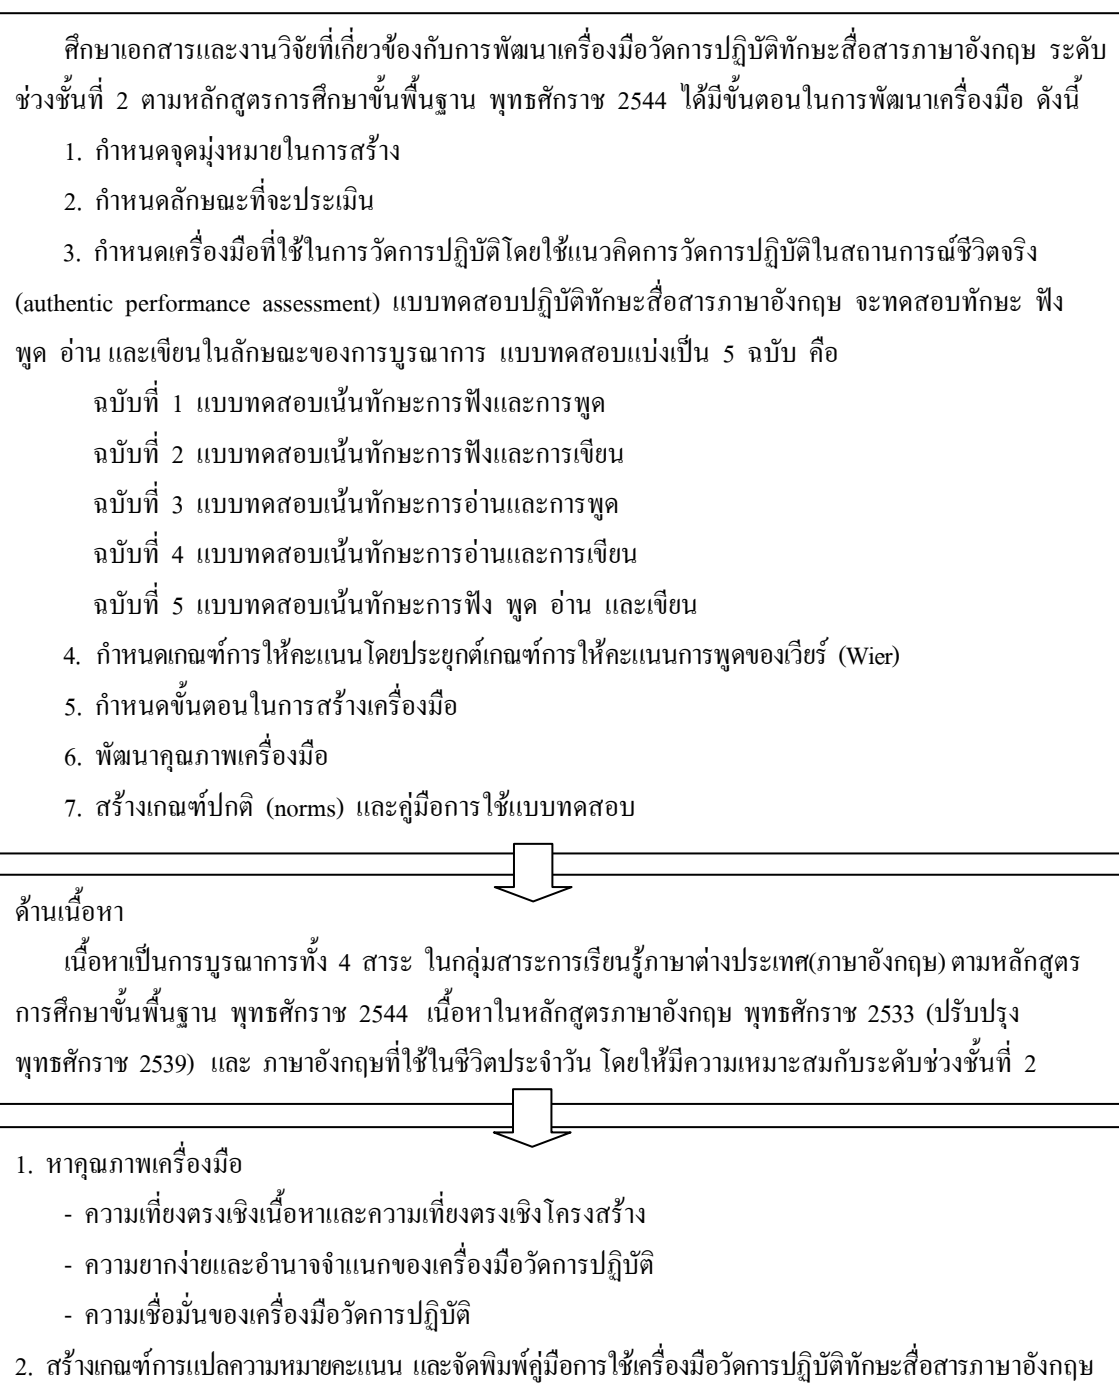 ศึกษาเอกสารและงานวิจัยที่เกี่ยวข้องกับการพัฒนาเครื่องมือวัดการปฏิบัติทักษะสื่อสารภาษาอังกฤษ ระดับ
ช่วงชั้นที่ 2 ตามหลักสูตรการศึกษาขั้นพื้นฐาน พุทธศักราช 2544 ได้มีขั้นตอนในการพัฒนาเครื่องมือ ดังนี้
1. กำหนดจุดมุ่งหมายในการสร้าง
2. กำหนดลักษณะที่จะประเมิน
3. กำหนดเครื่องมือที่ใช้ในการวัดการปฏิบัติโดยใช้แนวคิดการวัดการปฏิบัติในสถานการณ์ชีวิตจริง
(authentic performance assessment) แบบทดสอบปฏิบัติทักษะสื่อสารภาษาอังกฤษ จะทดสอบทักษะ ฟัง
พูด อ่าน และเขียนในลักษณะของการบูรณาการ แบบทดสอบแบ่งเป็น 5 ฉบับ คือ
ฉบับที่ 1 แบบทดสอบเน้นทักษะการฟังและการพูด
ฉบับที่ 2 แบบทดสอบเน้นทักษะการฟังและการเขียน
ฉบับที่ 3 แบบทดสอบเน้นทักษะการอ่านและการพูด
ฉบับที่ 4 แบบทดสอบเน้นทักษะการอ่านและการเขียน
ฉบับที่ 5 แบบทดสอบเน้นทักษะการฟัง พูด อ่าน และเขียน
4. กำหนดเกณฑ์การให้คะแนนโดยประยุกต์เกณฑ์การให้คะแนนการพูดของเวียร์ (Wier)
5. กำหนดขั้นตอนในการสร้างเครื่องมือ
6. พัฒนาคุณภาพเครื่องมือ
7. สร้างเกณฑ์ปกติ (norms) และคู่มือการใช้แบบทดสอบ
ด้านเนื้อหา
เนื้อหาเป็นการบูรณาการทั้ง 4 สาระ ในกลุ่มสาระการเรียนรู้ภาษาต่างประเทศ(ภาษาอังกฤษ) ตามหลักสูตร
การศึกษาขั้นพื้นฐาน พุทธศักราช 2544 เนื้อหาในหลักสูตรภาษาอังกฤษ พุทธศักราช 2533 (ปรับปรุง
พุทธศักราช 2539) และ ภาษาอังกฤษที่ใช้ในชีวิตประจำวัน โดยให้มีความเหมาะสมกับระดับช่วงชั้นที่ 2
1. หาคุณภาพเครื่องมือ
- ความเที่ยงตรงเชิงเนื้อหาและความเที่ยงตรงเชิงโครงสร้าง
- ความยากง่ายและอำนาจจำแนกของเครื่องมือวัดการปฏิบัติ
- ความเชื่อมั่นของเครื่องมือวัดการปฏิบัติ
2. สร้างเกณฑ์การแปลความหมายคะแนน และจัดพิมพ์คู่มือการใช้เครื่องมือวัดการปฏิบัติทักษะสื่อสารภาษาอังกฤษ